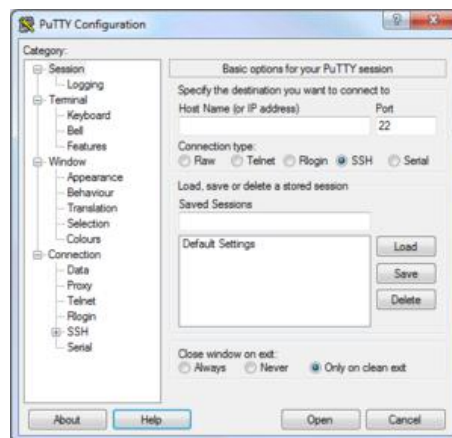 PuTTY Configuration
Category:
Session
Logging
Terminal
Keyboard
Bell
Features
Window
Appearance
Behaviour
Translation
Selection
Colours
Connection
Data
Proxy
Telnet
Rlogin
SSH
Serial
Basic options for your PuTTY session
Specify the destination you want to connect to
Host Name (or IP address) Port
22
Connection type:
Raw Telnet Rlogin SSH Serial
Load, save or delete a stored session
Saved Sessions
Default Settings
Load
Save
Delete
Close window on exit:
Always Never Only on clean exit
About Help Open Cancel